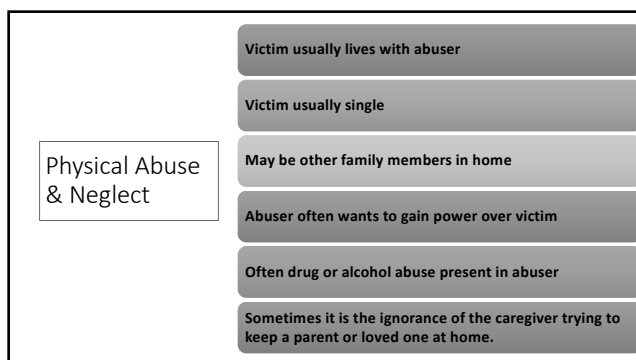 Physical Abuse
& Neglect
Victim usually lives with abuser
Victim usually single
May be other family members in home
Abuser often wants to gain power over victim
Often drug or alcohol abuse present in abuser
Sometimes it is the ignorance of the caregiver trying to
keep a parent or loved one at home.